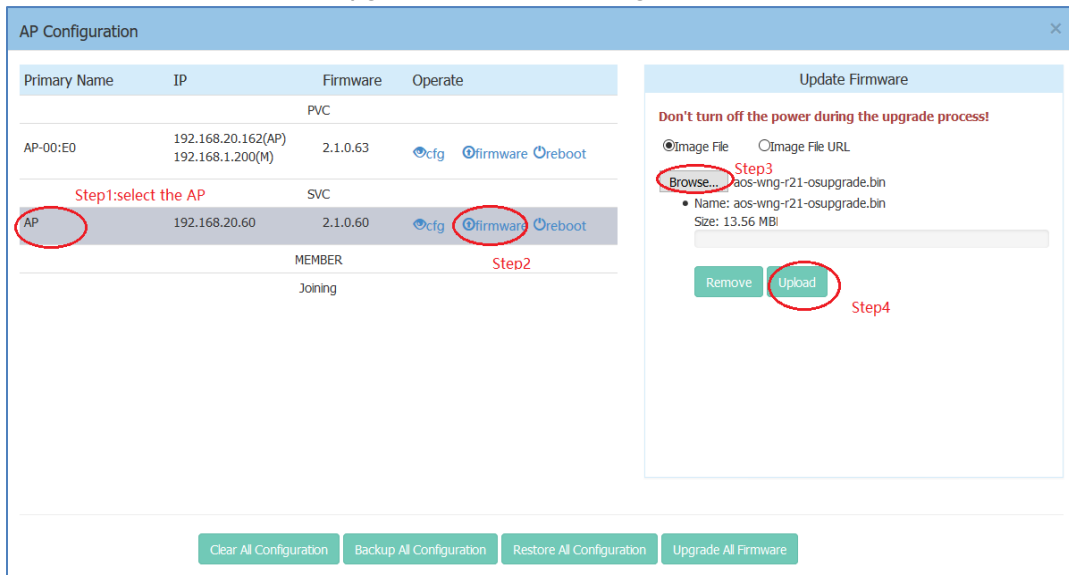 AP Configuration ×
Primary Name IP Firmware Operate
PVC
AP-00:E0 192.168.20.162(AP) 2.1.0.63 cfg firmware reboot
192.168.1.200(M)
Step1:select the AP SVC
AP 192.168.20.60 2.1.0.60 cfg firmware reboot
MEMBER Step2
Joining
Update Firmware
Don't turn off the power during the upgrade process!
Image File Image File URL
Step3
Browse... aos-wng-r21-osupgrade.bin
• Name: aos-wng-r21-osupgrade.bin
Size: 13.56 MB
Remove Upload
Step4
Clear All Configuration Backup All Configuration Restore All Configuration Upgrade All Firmware